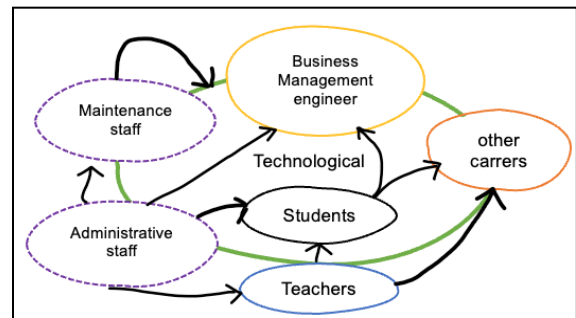 Business
Management
engineer
Maintenance
staff
other
carrers
Technological
Students
Administrative
staff
Teachers